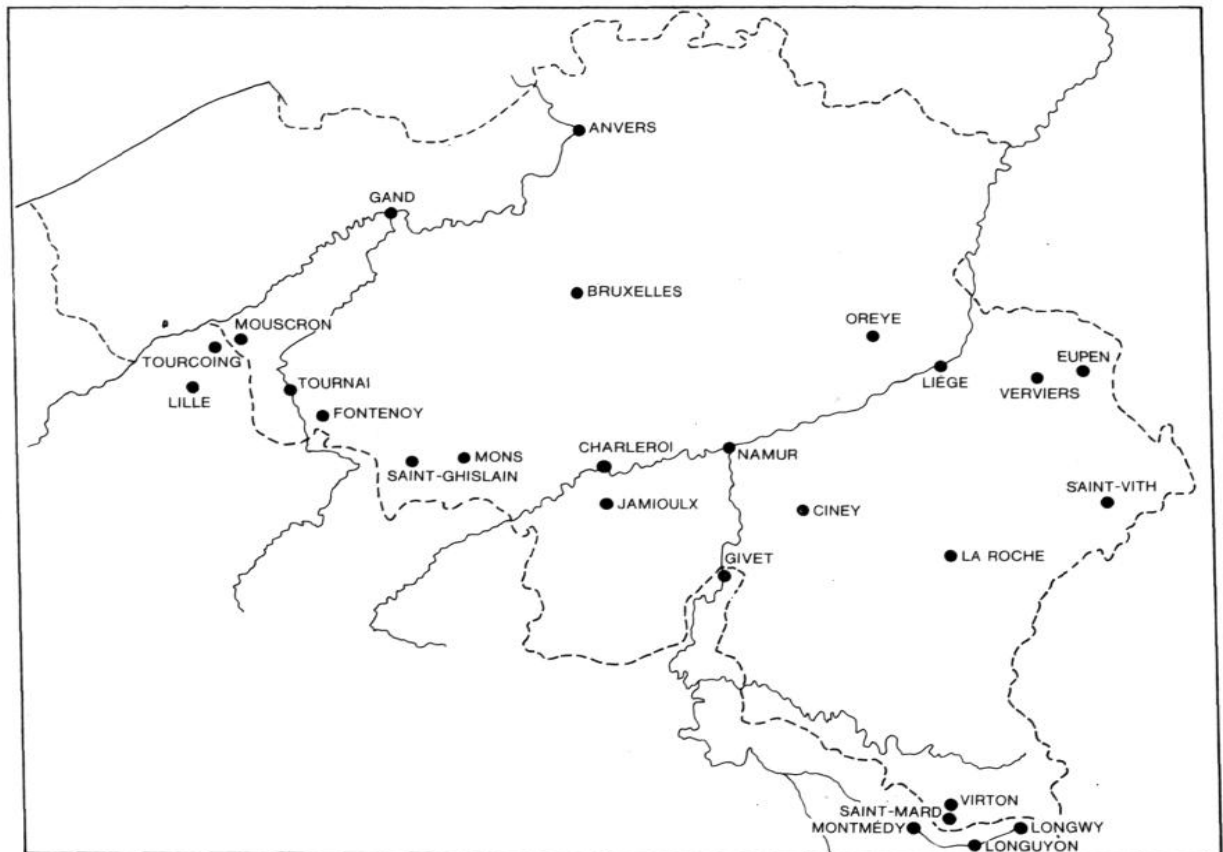 ANVERS
GAND
BRUXELLES
MOUSCRON
OREYE
TOURCOING
EUPEN
LIÉGE
VERVIERS
TOURNAI
LILLE
FONTENOY
CHARLEROI
NAMUR
MONS
SAINT-GHISLAIN
SAINT-VITH
JAMIOULX
CINEY
GIVET
LA ROCHE
VIRTON
SAINT-MARD
MONTMÉDY
LONGWY
LONGUYON